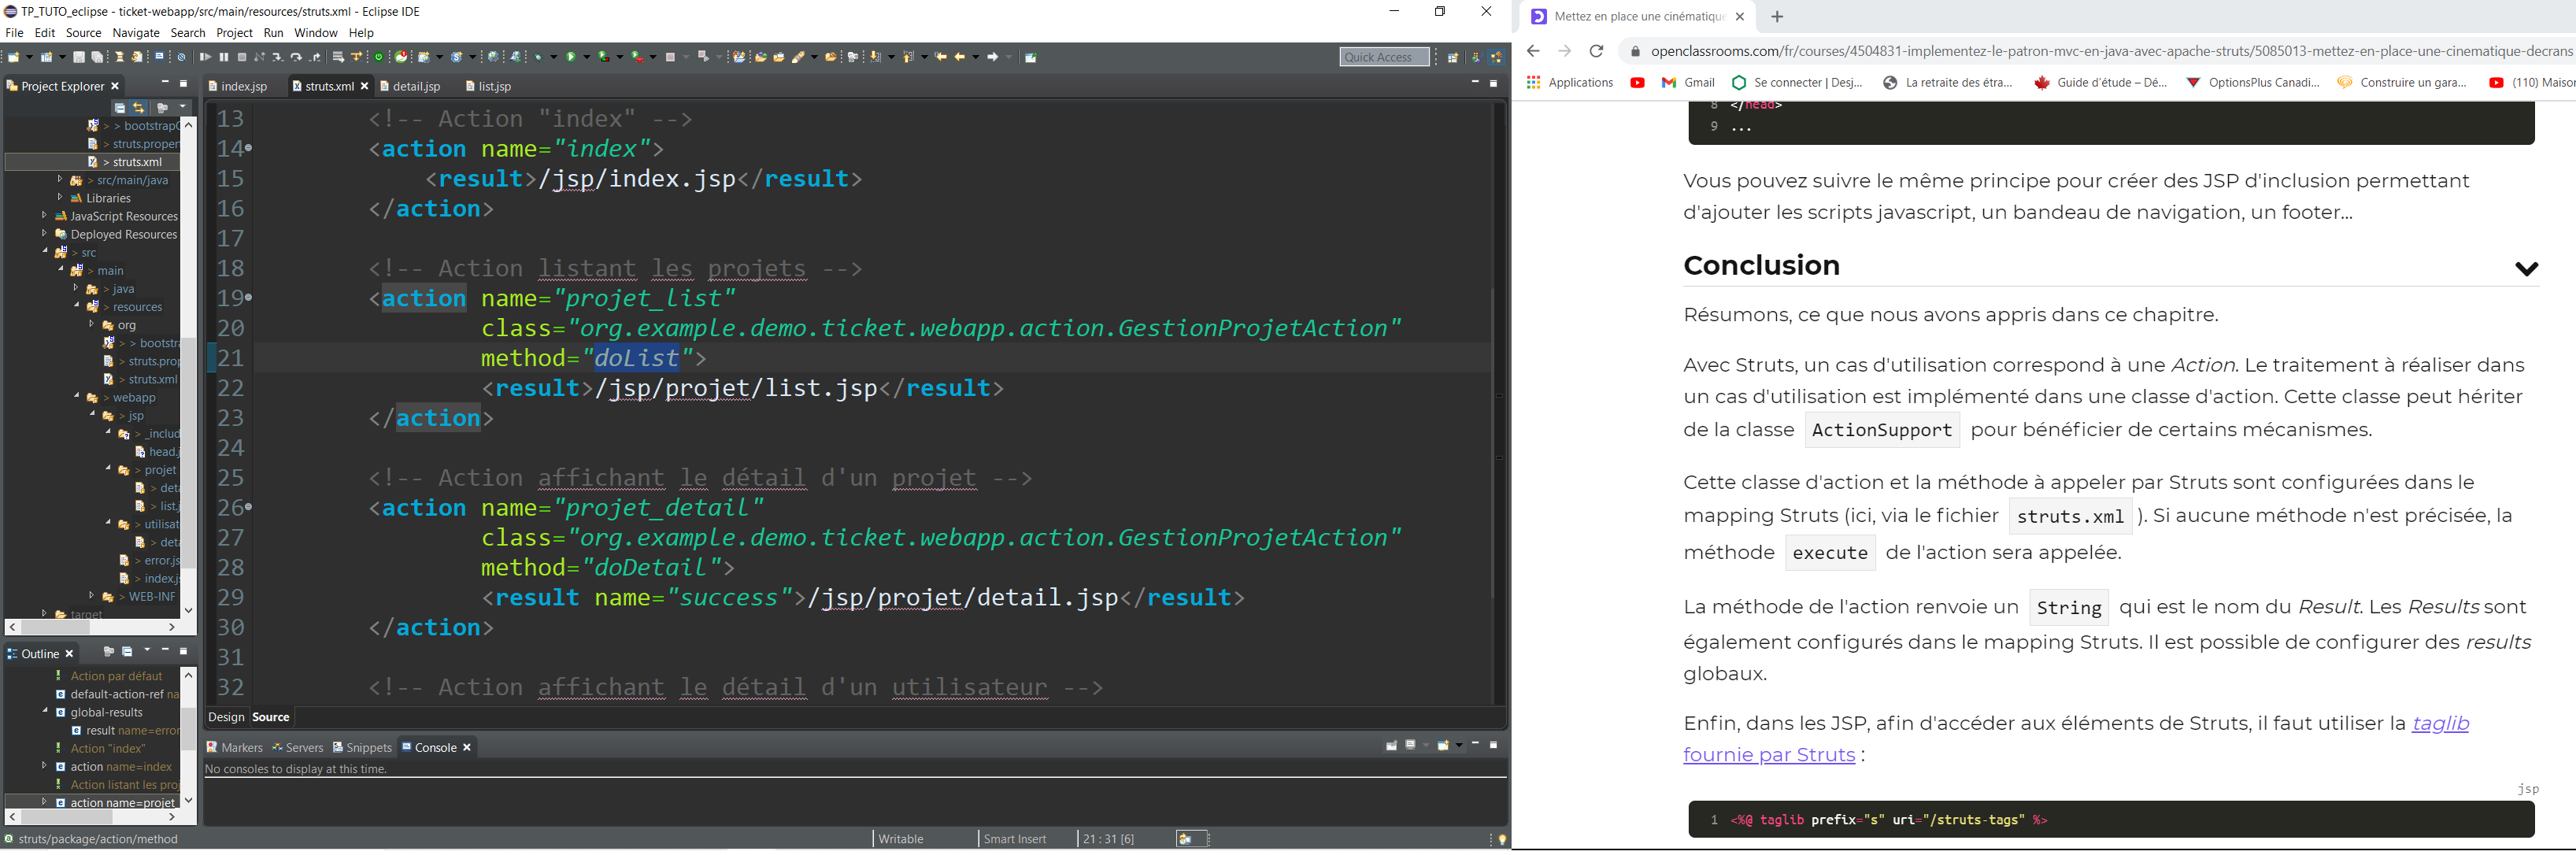 TP_TUTO_eclipse - ticket-webapp/src/main/resources/struts.xml - Eclipse IDE
File Edit Source Navigate Search Project Run Window Help
Quick Access
Project Explorer
> > bootstrapC
> struts.proper
> struts.xml
> src/main/java
Libraries
JavaScript Resources
Deployed Resources
> src
> main
> java
> resources
org
> > bootstra
> struts.prop
> struts.xml
> webapp
> jsp
> _includ
head.j
> projet
> deta
> list.j
> utilisat
> deta
> error.js
> index.j
> WEB-INF
> target
Outline
Action par défaut
default-action-ref na
global-results
result name=error
Action "index"
action name=index
Action listant les proj
action name=projet
struts/package/action/method
index.jsp struts.xml detail.jsp list.jsp
13 <!-- Action "index" -->
14 <action name="index">
15 <result>/jsp/index.jsp</result>
16 </action>
17
18 <!-- Action listant les projets -->
19 <action name="projet_list"
20 class="org.example.demo.ticket.webapp.action.GestionProjetAction"
21 method="doList">
22 <result>/jsp/projet/list.jsp</result>
23 </action>
24
25 <!-- Action affichant le détail d'un projet -->
26 <action name="projet_detail"
27 class="org.example.demo.ticket.webapp.action.GestionProjetAction"
28 method="doDetail">
29 <result name="success">/jsp/projet/detail.jsp</result>
30 </action>
31
32 <!-- Action affichant le détail d'un utilisateur -->
Design Source
Markers Servers Snippets Console
No consoles to display at this time.
Writable Smart Insert 21 : 31 [6]
Mettez en place une cinématique
openclassrooms.com/fr/courses/4504831-implementez-le-patron-mvc-en-java-avec-apache-struts/5085013-mettez-en-place-une-cinematique-decrans
Applications Gmail Se connecter | Desj... La retraite des étra... Guide d'étude – Dé... OptionsPlus Canadi... Construire un gara... (110) Maison
8 </head>
9 ...
Vous pouvez suivre le même principe pour créer des JSP d'inclusion permettant
d'ajouter les scripts javascript, un bandeau de navigation, un footer...
Conclusion
Résumons, ce que nous avons appris dans ce chapitre.
Avec Struts, un cas d'utilisation correspond à une Action. Le traitement à réaliser dans
un cas d'utilisation est implémenté dans une classe d'action. Cette classe peut hériter
de la classe ActionSupport pour bénéficier de certains mécanismes.
Cette classe d'action et la méthode à appeler par Struts sont configurées dans le
mapping Struts (ici, via le fichier struts.xml ). Si aucune méthode n'est précisée, la
méthode execute de l'action sera appelée.
La méthode de l'action renvoie un String qui est le nom du Result. Les Results sont
également configurés dans le mapping Struts. Il est possible de configurer des results
globaux.
Enfin, dans les JSP, afin d'accéder aux éléments de Struts, il faut utiliser la taglib
fournie par Struts :
jsp
1 <%@ taglib prefix="s" uri="/struts-tags" %>